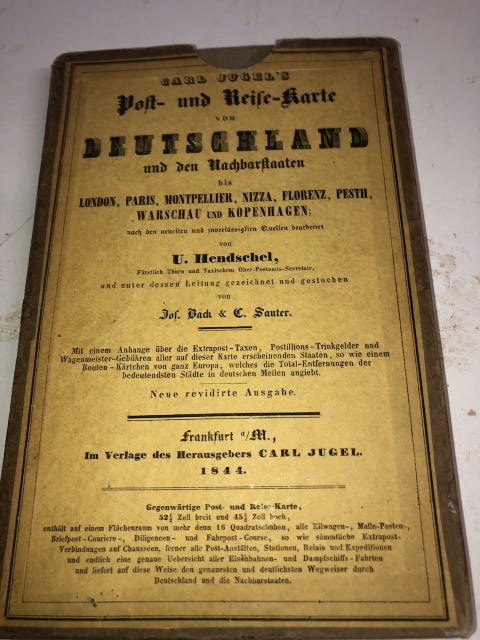 CARL JUGEL'S
Post- und Reise-Karte
von
DEUTSCHLAND
und den Nachbarstaaten
bis
LONDON, PARIS, MONTPELLIER, NIZZA, FLORENZ, PESTH,
WARSCHAU UND KOPENHAGEN;
nach den neuesten und zuverlässigsten Quellen bearbeitet
von
U. Hendschel,
Fürstlich Thurn und Taxischem Ober-Postamts-Secretair,
und unter dessen Leitung gezeichnet und gestochen
von
Jos. Back & C. Sauter.
Mit einem Anhange über die Extrapost-Taxen, Postillions-Trinkgelder und
Wagenmeister-Gebühren aller auf dieser Karte erscheinenden Staaten, so wie einem
Routen-Kärtchen von ganz Europa, welches die Total-Entfernungen der
bedeutendsten Städte in deutschen Meilen angiebt.
Neue revidirte Ausgabe.
Frankfurt a/M.,
Im Verlage des Herausgebers CARL JUGEL.
1844.
Gegenwärtige Post- und Reise-Karte,
52½ Zoll breit und 45½ Zoll hoch,
enthält auf einem Flächenraum von mehr denn 16 Quadratschuhen, alle Eilwagen-, Malle-Posten-,
Briefpost-Couriere-, Diligencen- und Fahrpost-Course, so wie sämmtliche Extrapost-
Verbindungen auf Chausseen, ferner alle Post-Anstalten, Stationen, Relais und Expeditionen
und endlich eine genaue Uebersicht aller Eisenbahnen- und Dampfschiffs-Fahrten
und liefert auf diese Weise den genauesten und deutlichsten Wegweiser durch
Deutschland und die Nachbarstaaten.